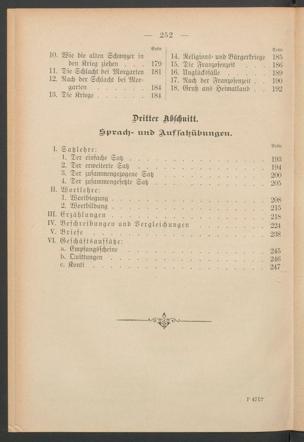 — 252 —
Seite
10. Wie die alten Schwyzer in
den Krieg ziehen . . . 179
11. Die Schlacht bei Morgarten 181
12. Nach der Schlacht bei Mor-
garten . . . 184
13. Die Kriege . . . 184
Seite
14. Religions- und Bürgerkriege 185
15. Die Franzosenzeit . . . 186
16. Unglücksfälle . . . 189
17. Nach der Franzosenzeit . 190
18. Gruß ans Heimatland . . 192
Dritter Abschnitt.
Sprach- und Aufsatzübungen.
Seite
I. Satzlehre:
1. Der einfache Satz . . . 193
2. Der erweiterte Satz . . . 194
3. Der zusammengezogene Satz . . . 200
4. Der zusammengesetzte Satz . . . 205
II. Wortlehre:
1. Wortbiegung . . . 208
2. Wortbildung . . . 215
III. Erzählungen . . . 218
IV. Beschreibungen und Vergleichungen . . . 224
V. Briefe . . . 238
VI. Geschäftsaufsätze:
a. Empfangsscheine . . . 245
b. Quittungen . . . 246
c. Konti . . . 247